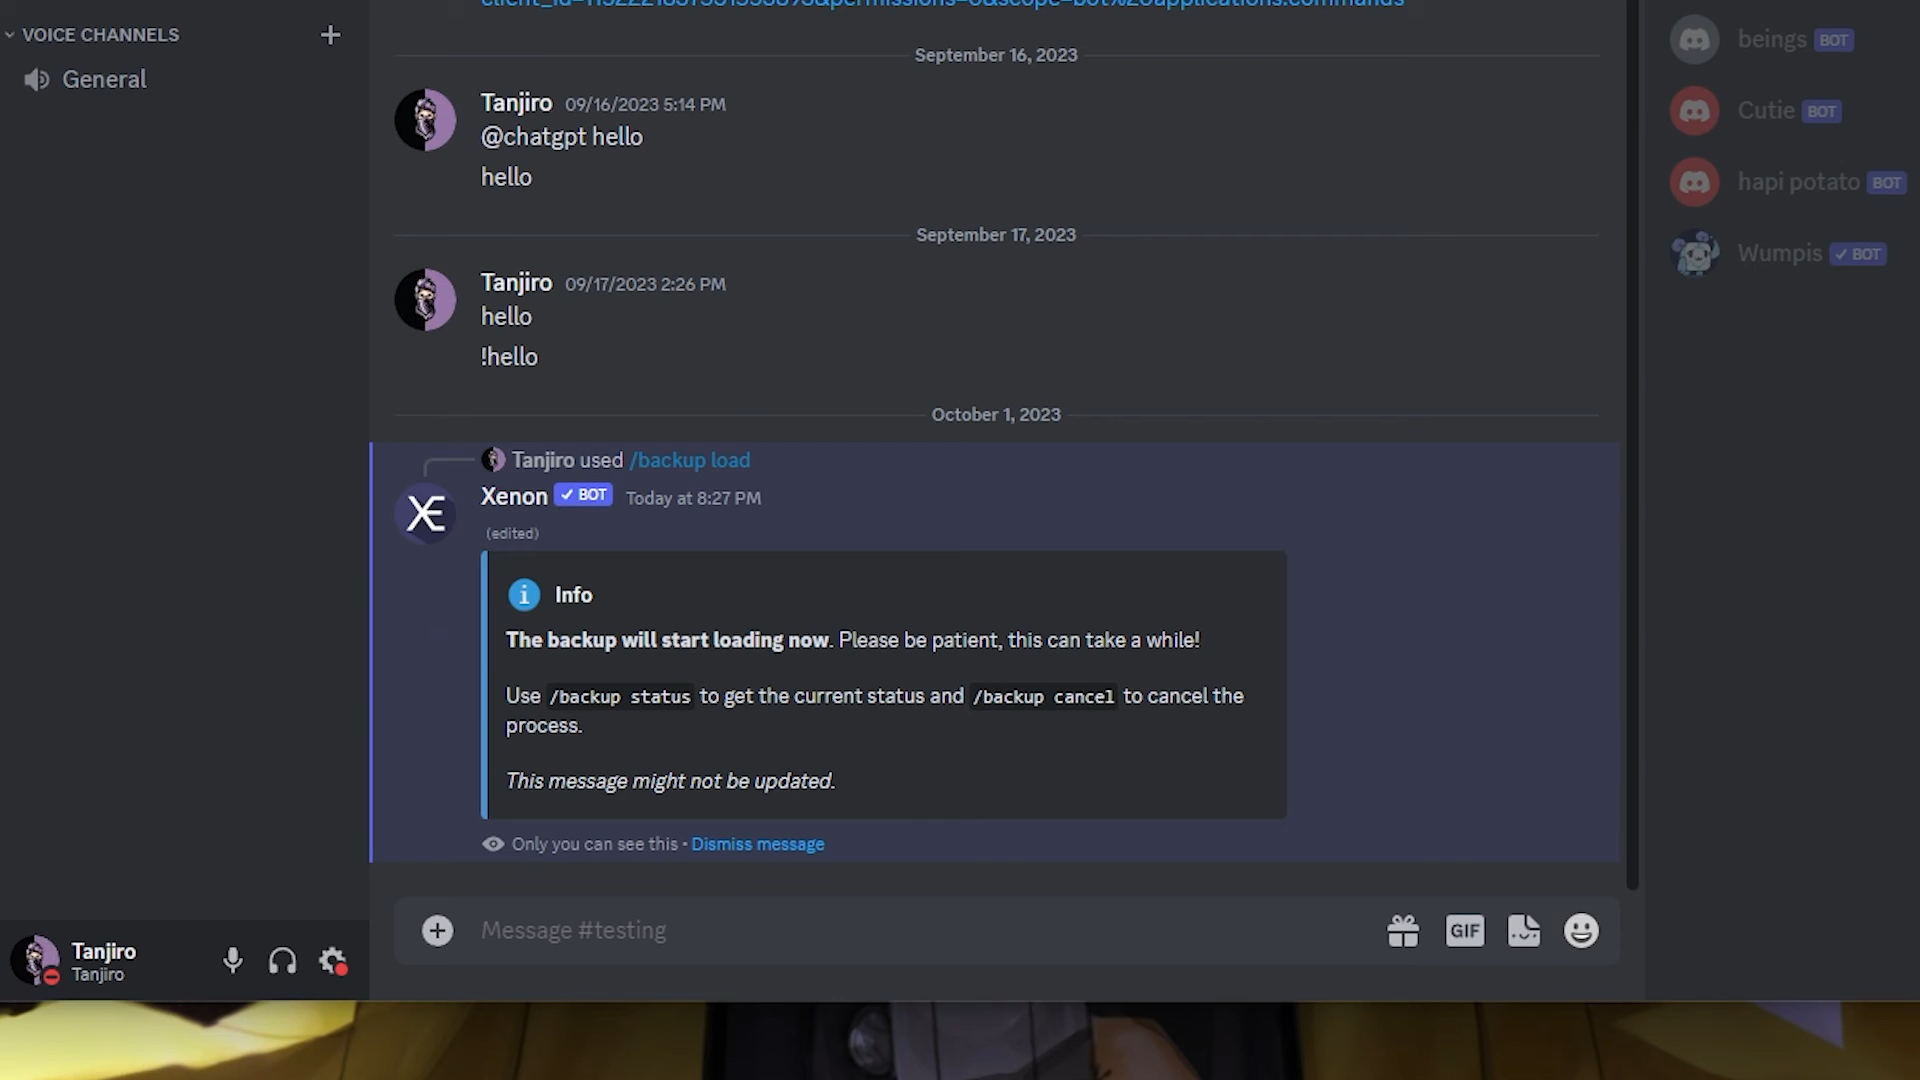 VOICE CHANNELS
General
September 16, 2023
Tanjiro 09/16/2023 5:14 PM
@chatgpt hello
hello
September 17, 2023
Tanjiro 09/17/2023 2:26 PM
hello
!hello
October 1, 2023
Tanjiro used /backup load
Xenon BOT Today at 8:27 PM
(edited)
Info
The backup will start loading now. Please be patient, this can take a while!
Use /backup status to get the current status and /backup cancel to cancel the
process.
This message might not be updated.
Only you can see this • Dismiss message
Message #testing
GIF
Tanjiro
Tanjiro
beings BOT
Cutie BOT
hapi potato BOT
Wumpis BOT